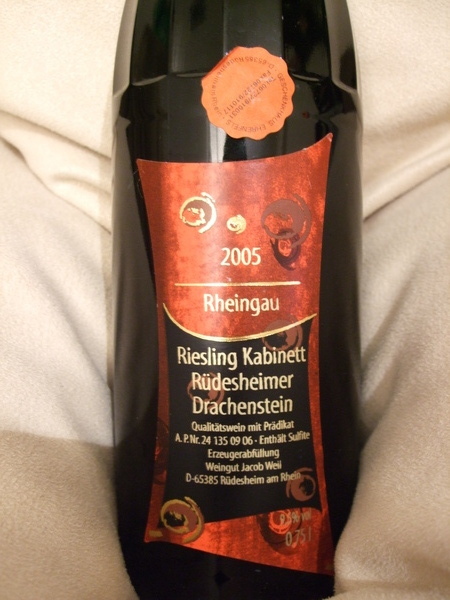 2005
Rheingau
Riesling Kabinett
Rüdesheimer
Drachenstein
Qualitätswein mit Prädikat
A. P. Nr. 24 135 09 06 · Enthält Sulfite
Erzeugerabfüllung
Weingut Jacob Weil
D-65385 Rüdesheim am Rhein
0,75 l